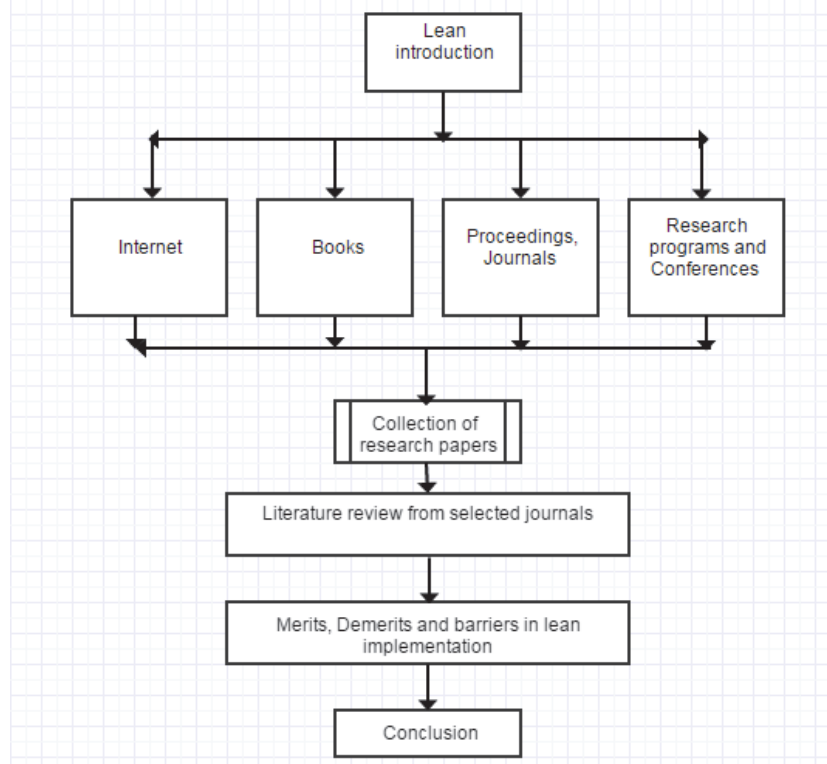 Lean
introduction
Internet
Books
Proceedings,
Journals
Research
programs and
Conferences
Collection of
research papers
Literature review from selected journals
Merits, Demerits and barriers in lean
implementation
Conclusion